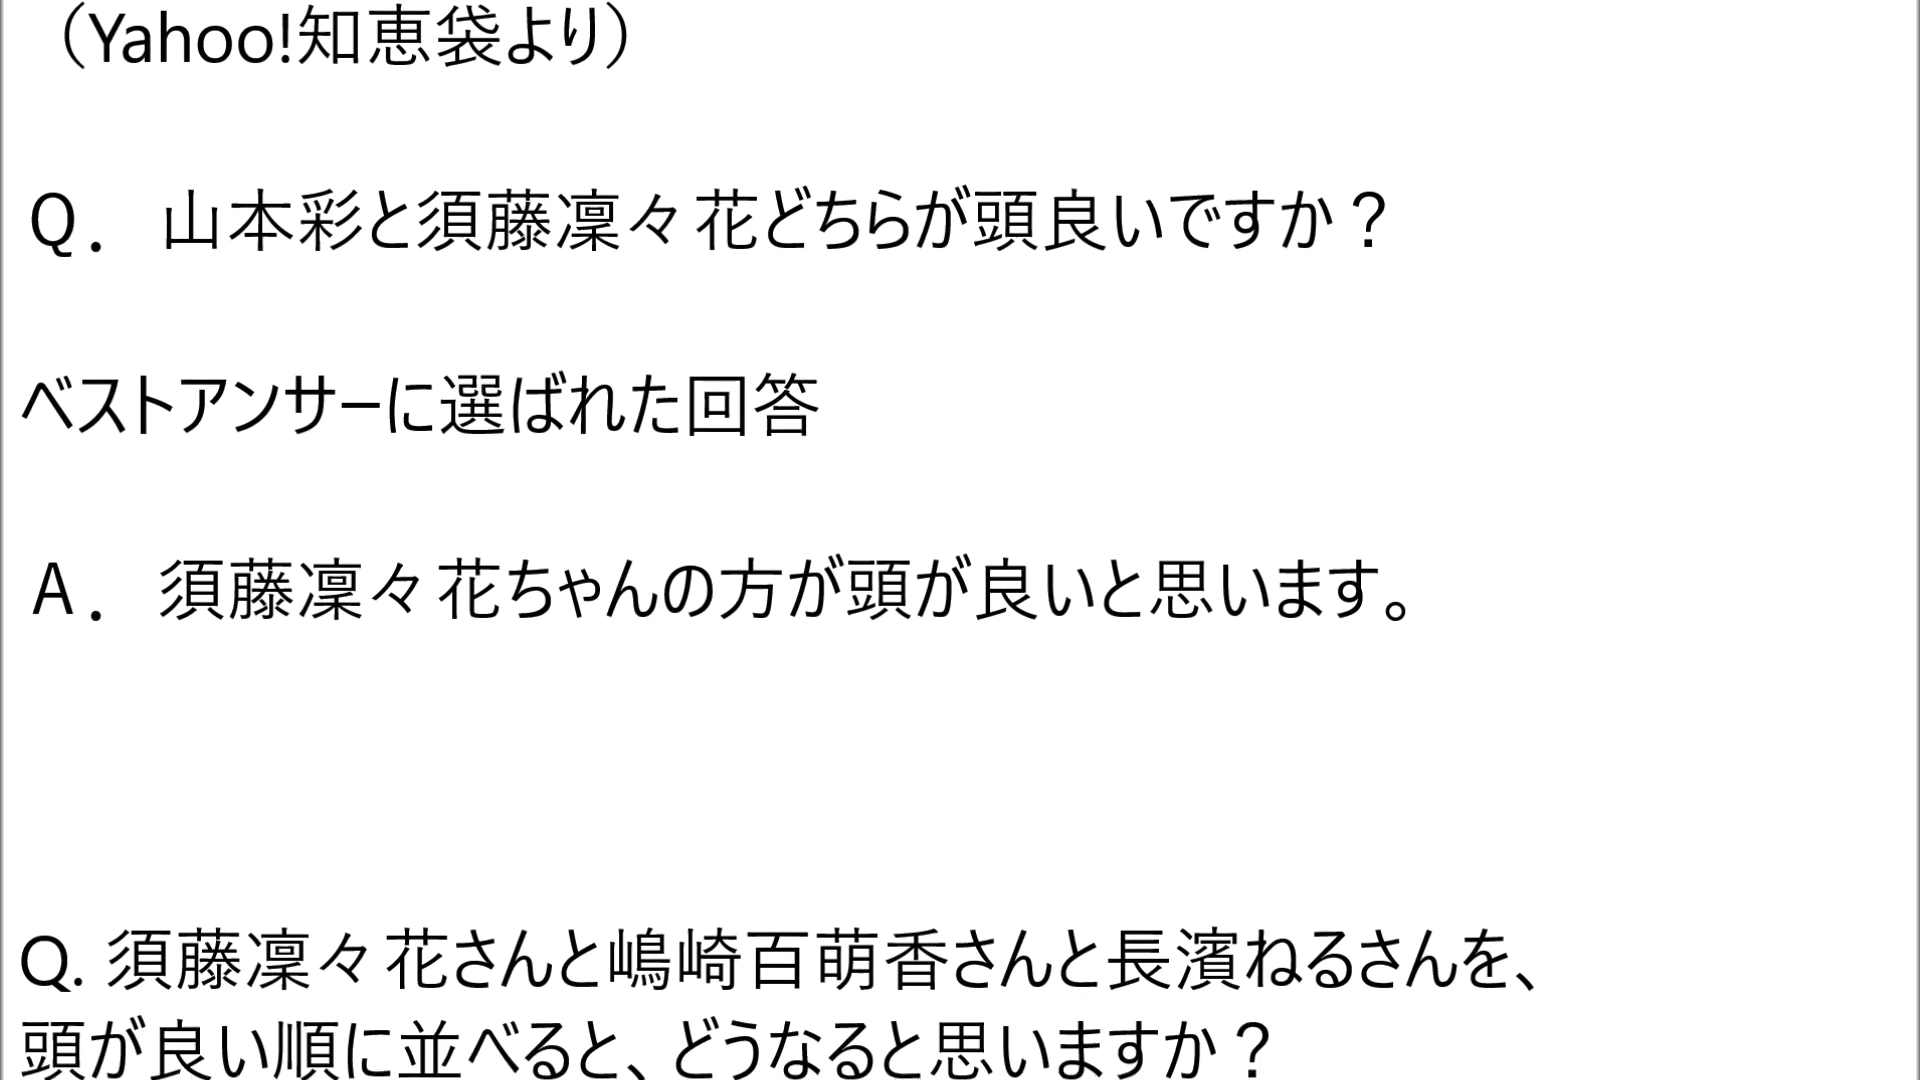 （Yahoo!知恵袋より）
Q． 山本彩と須藤凜々花どちらが頭良いですか？
ベストアンサーに選ばれた回答
A． 須藤凜々花ちゃんの方が頭が良いと思います。
Q. 須藤凜々花さんと嶋崎百萌香さんと長濱ねるさんを、
頭が良い順に並べると、どうなると思いますか？